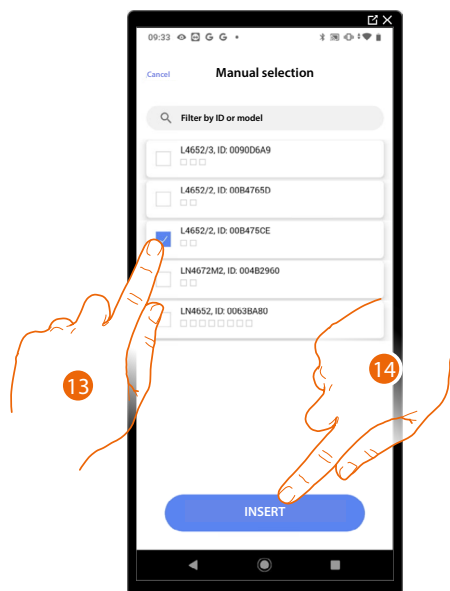 09:33 G G
Cancel
Manual selection
Filter by ID or model
L4652/3, ID: 0090D6A9
L4652/2, ID: 00B4765D
L4652/2, ID: 00B475CE
LN4672M2, ID: 004B2960
LN4652, ID: 0063BA80
13
14
INSERT